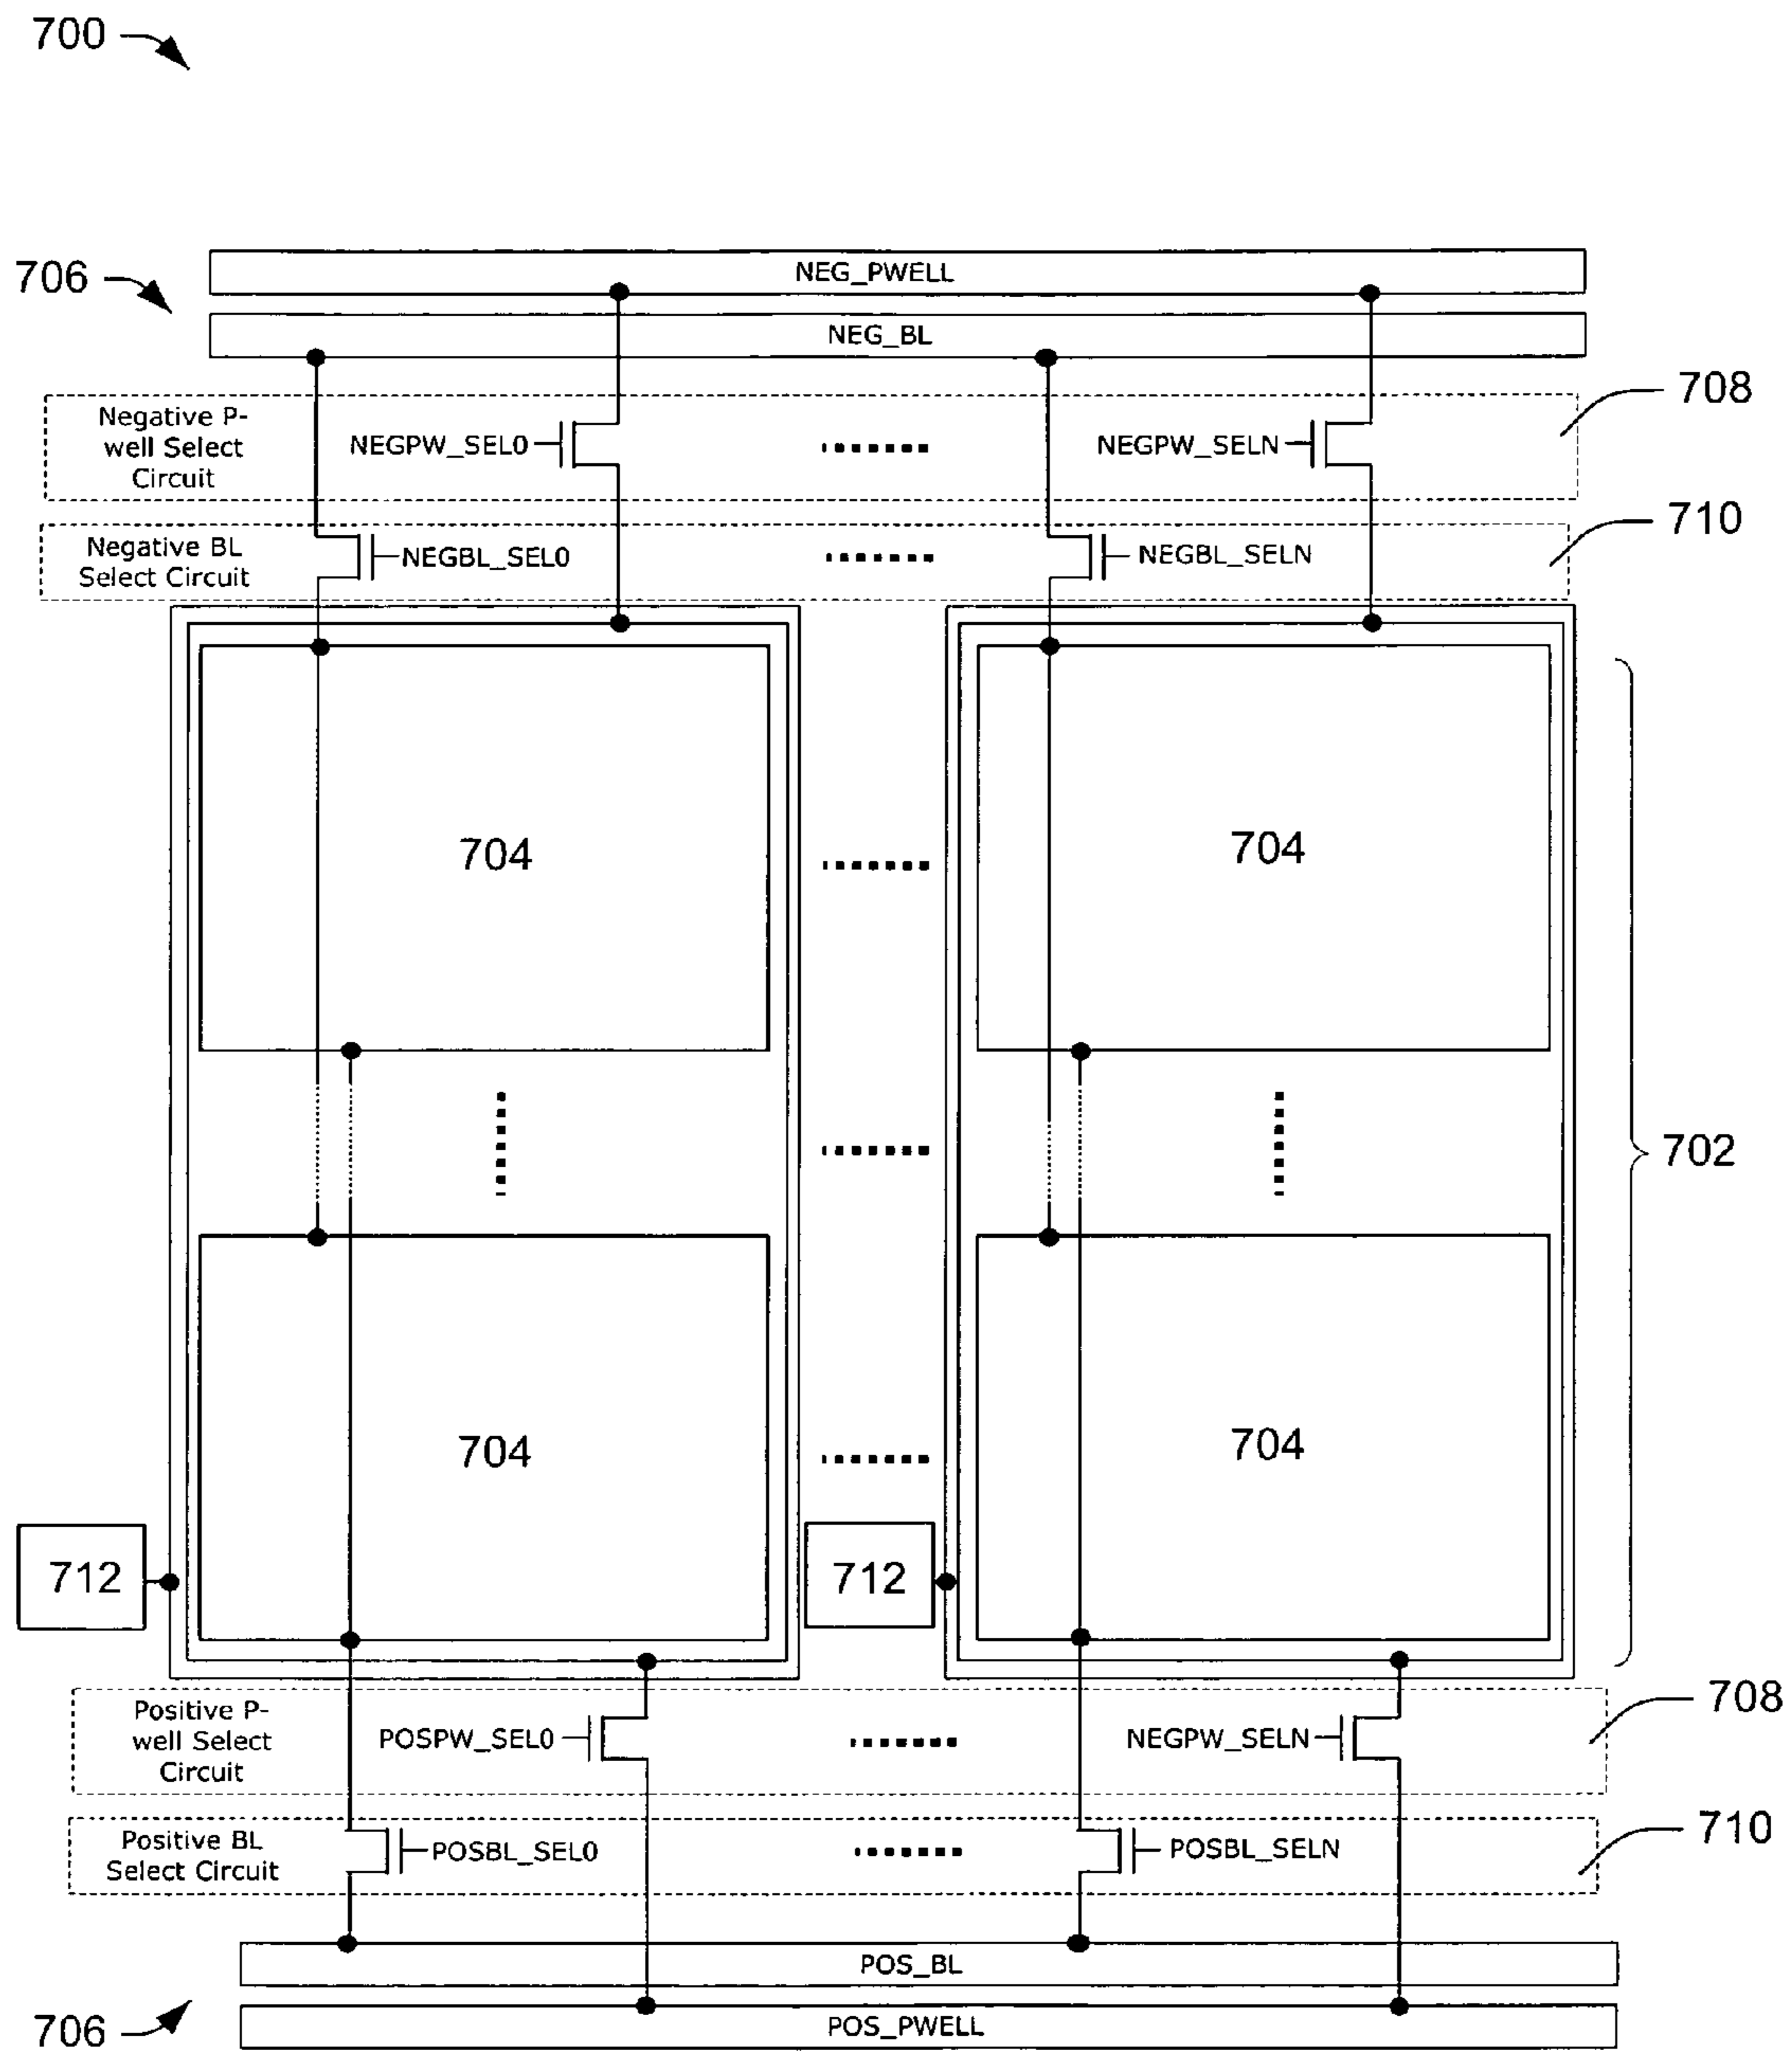 700
706
NEG_PWELL
NEG_BL
708
Negative P-
well Select
Circuit
NEGPW_SEL0
NEGPW_SELN
710
Negative BL
Select Circuit
NEGBL_SEL0
NEGBL_SELN
704
704
702
704
704
712
712
708
Positive P-
well Select
Circuit
POSPW_SEL0
NEGPW_SELN
710
Positive BL
Select Circuit
POSBL_SEL0
POSBL_SELN
POS_BL
706
POS_PWELL